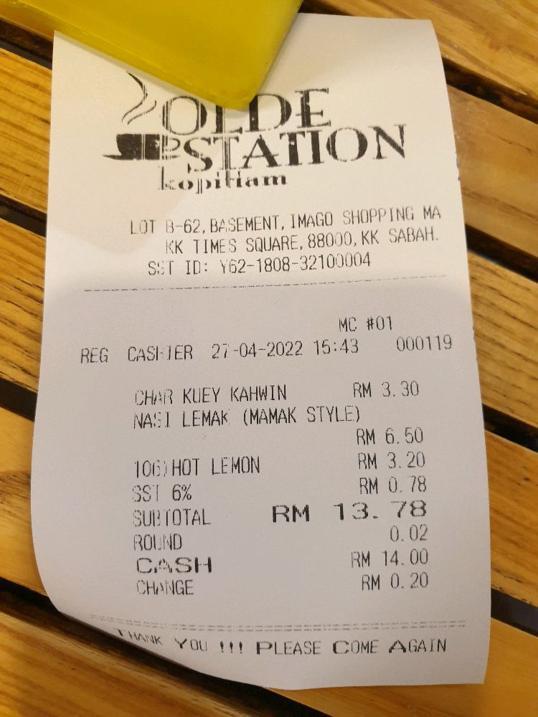 OLDE
STATION
kopitiam
LOT B-62, BASEMENT, IMAGO SHOPPING MA
KK TIMES SQUARE, 88000, KK SABAH.
SST ID: Y62-1808-32100004
MC #01
REG CASHIER 27-04-2022 15:43 000119
CHAR KUEY KAHWIN RM 3.30
NASI LEMAK (MAMAK STYLE)
RM 6.50
106)HOT LEMON RM 3.20
SST 6% RM 0.78
SUBTOTAL RM 13.78
ROUND 0.02
CASH RM 14.00
CHANGE RM 0.20
THANK YOU !!! PLEASE COME AGAIN